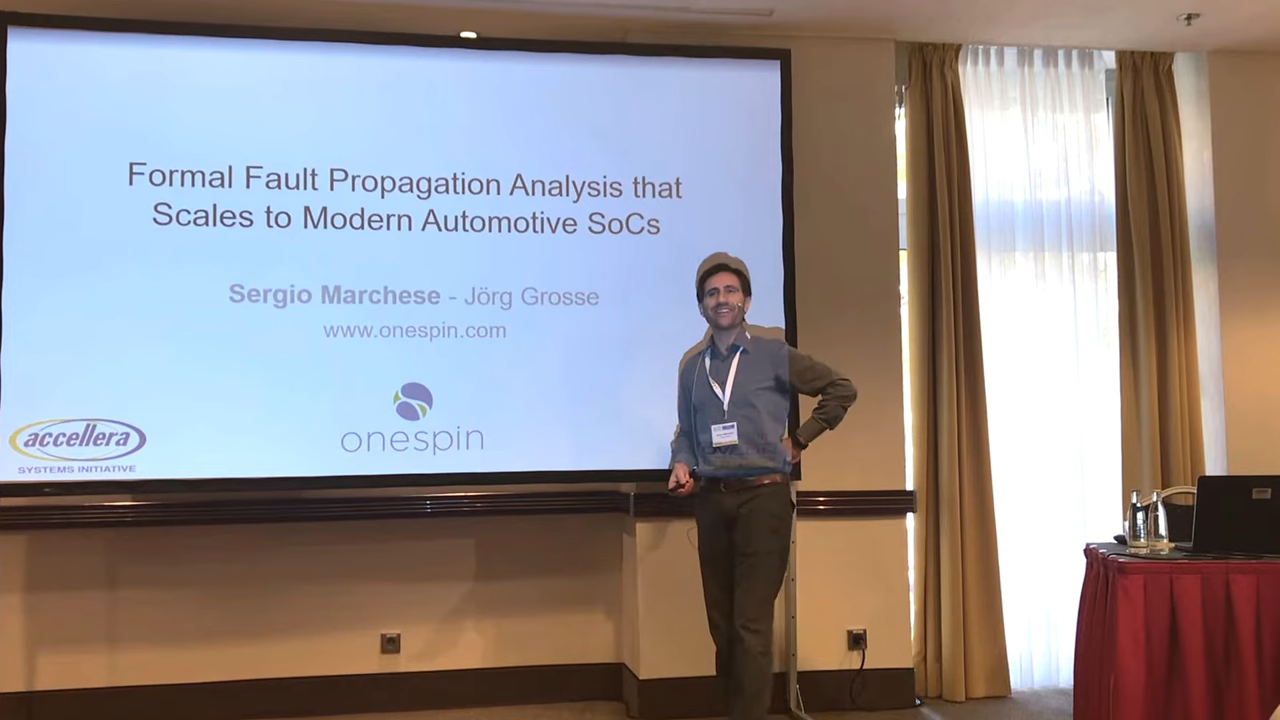 Formal Fault Propagation Analysis that
Scales to Modern Automotive SoCs
Sergio Marchese - Jörg Grosse
www.onespin.com
onespin
accellera
SYSTEMS INITIATIVE